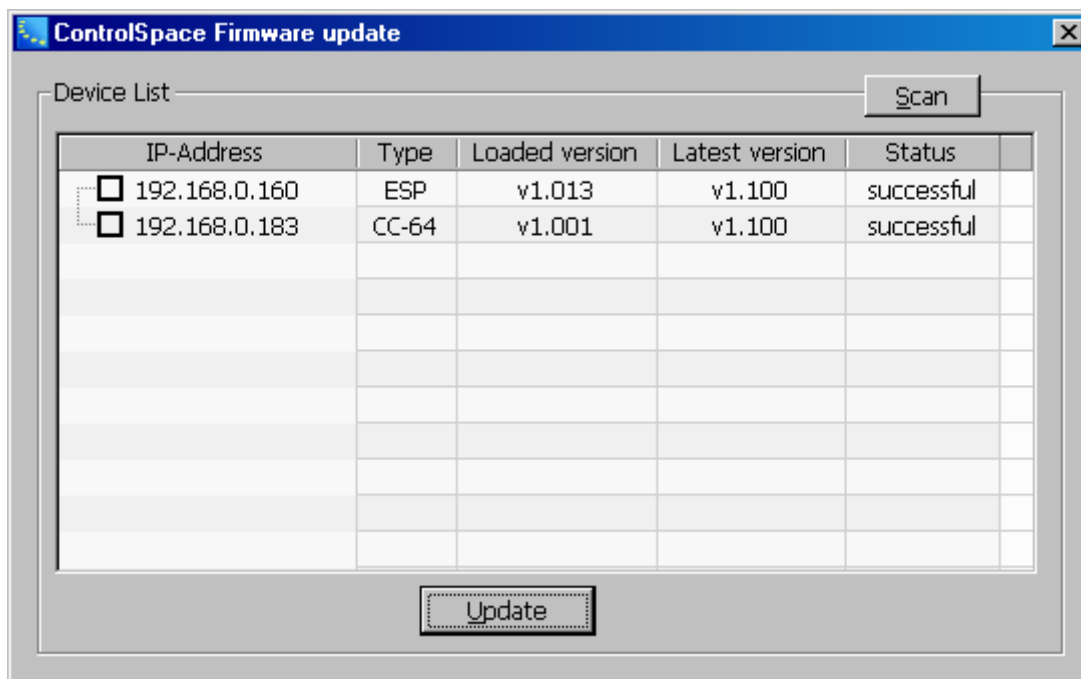 ControlSpace Firmware update
Device List
Scan
IP-Address Type Loaded version Latest version Status
192.168.0.160 ESP v1.013 v1.100 successful
192.168.0.183 CC-64 v1.001 v1.100 successful
Update